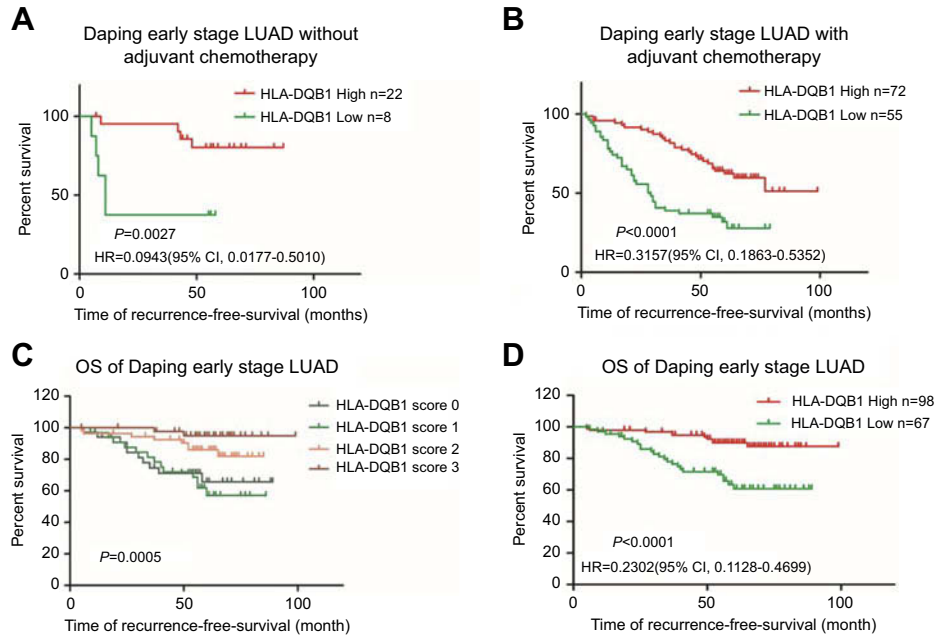 A
Daping early stage LUAD without
adjuvant chemotherapy
HLA-DQB1 High n=22
HLA-DQB1 Low n=8
100
50
0
Percent survival
P=0.0027
HR=0.0943(95% CI, 0.0177-0.5010)
0
50
100
Time of recurrence-free-survival (months)
B
Daping early stage LUAD with
adjuvant chemotherapy
HLA-DQB1 High n=72
HLA-DQB1 Low n=55
100
50
0
Percent survival
P<0.0001
HR=0.3157(95% CI, 0.1863-0.5352)
0
50
100
Time of recurrence-free-survival (months)
C
OS of Daping early stage LUAD
HLA-DQB1 score 0
HLA-DQB1 score 1
HLA-DQB1 score 2
HLA-DQB1 score 3
120
100
80
60
40
20
0
Percent survival
P=0.0005
0
50
100
Time of recurrence-free-survival (month)
D
OS of Daping early stage LUAD
HLA-DQB1 High n=98
HLA-DQB1 Low n=67
120
100
80
60
40
20
0
Percent survival
P<0.0001
HR=0.2302(95% CI, 0.1128-0.4699)
0
50
100
Time of recurrence-free-survival (month)